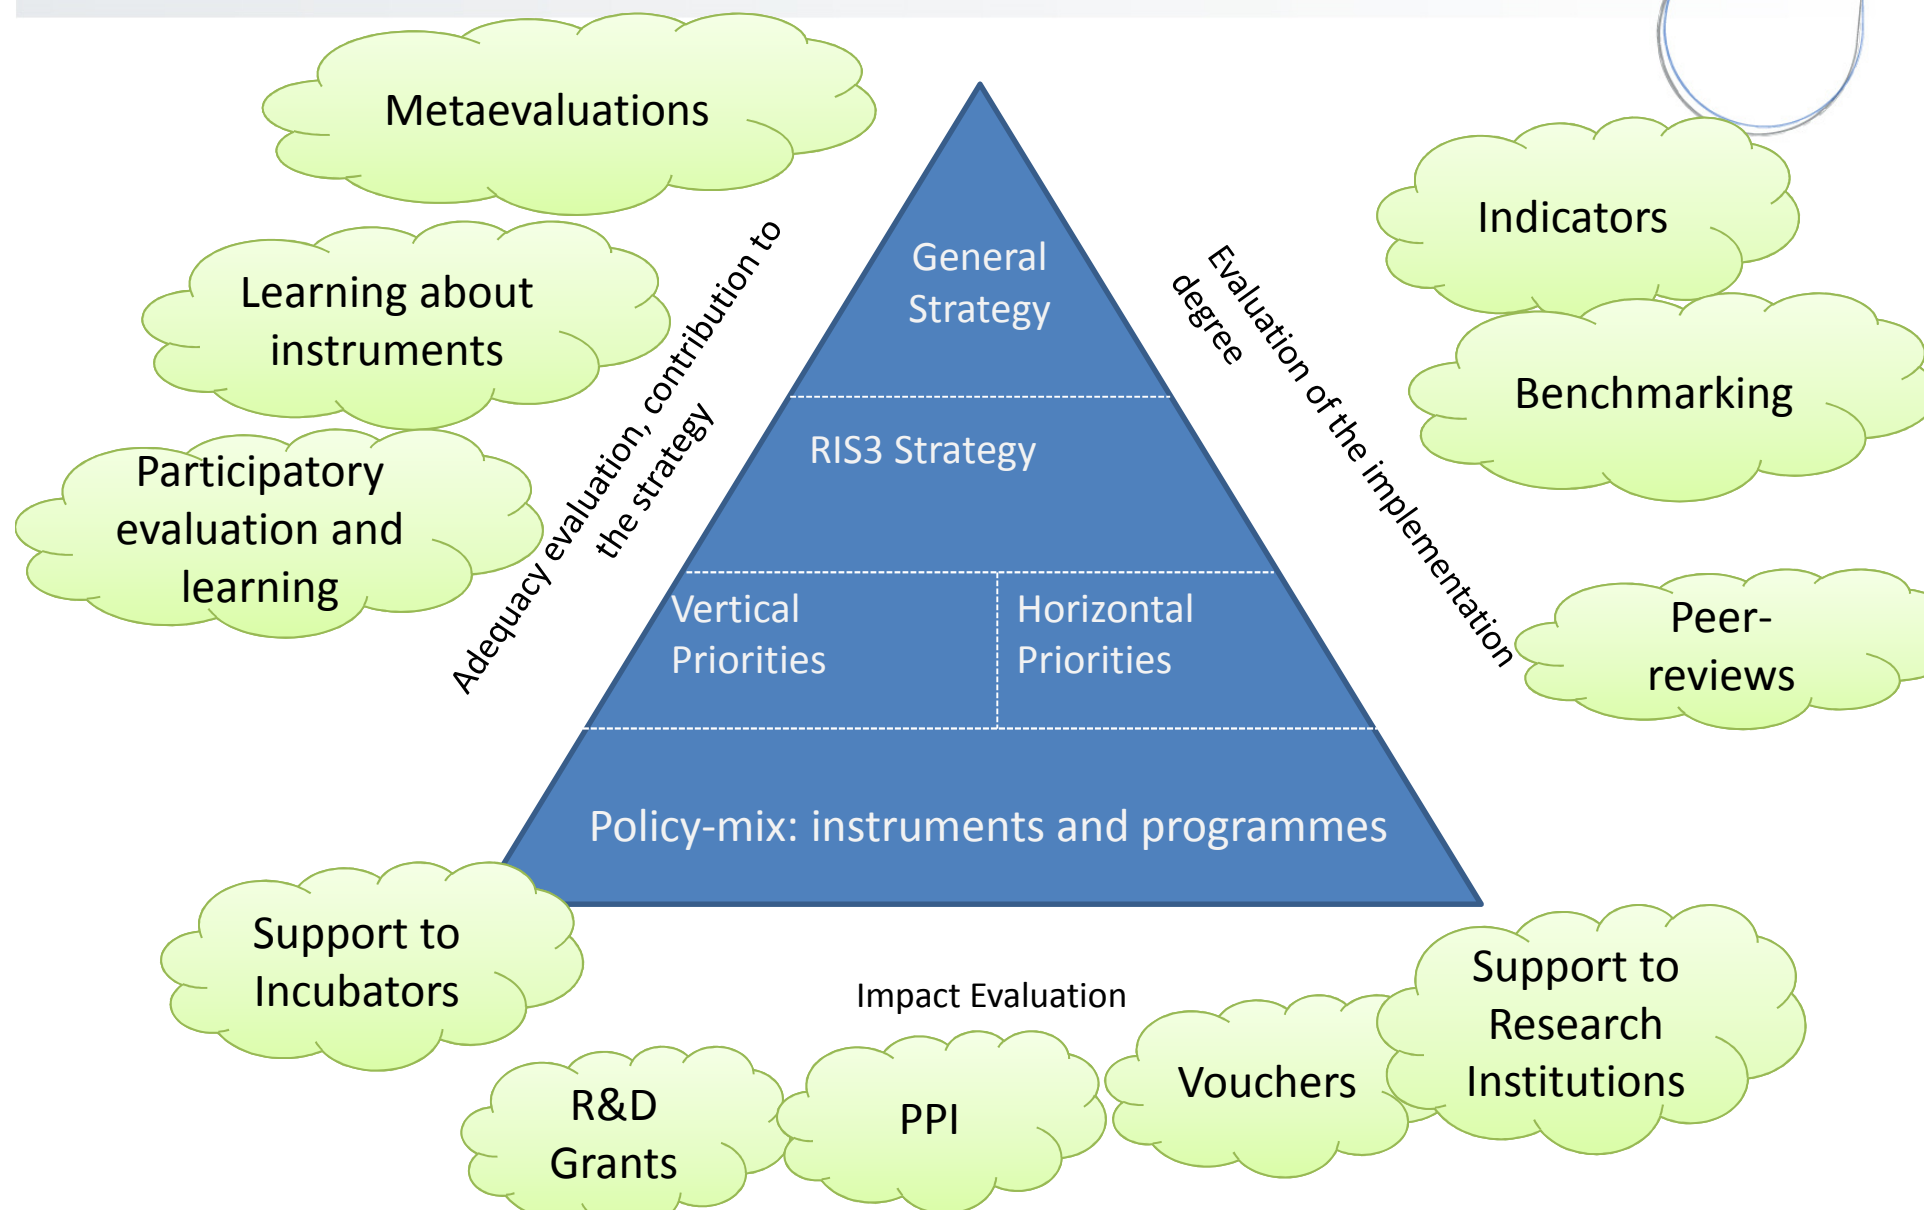 Metaevaluations
Learning about
instruments
Participatory
evaluation and
learning
Adequacy evaluation, contribution to
the strategy
General
Strategy
RIS3 Strategy
Vertical
Priorities
Horizontal
Priorities
Policy-mix: instruments and programmes
Evaluation of the implementation
degree
Indicators
Benchmarking
Peer-
reviews
Impact Evaluation
Support to
Incubators
R&D
Grants
PPI
Vouchers
Support to
Research
Institutions